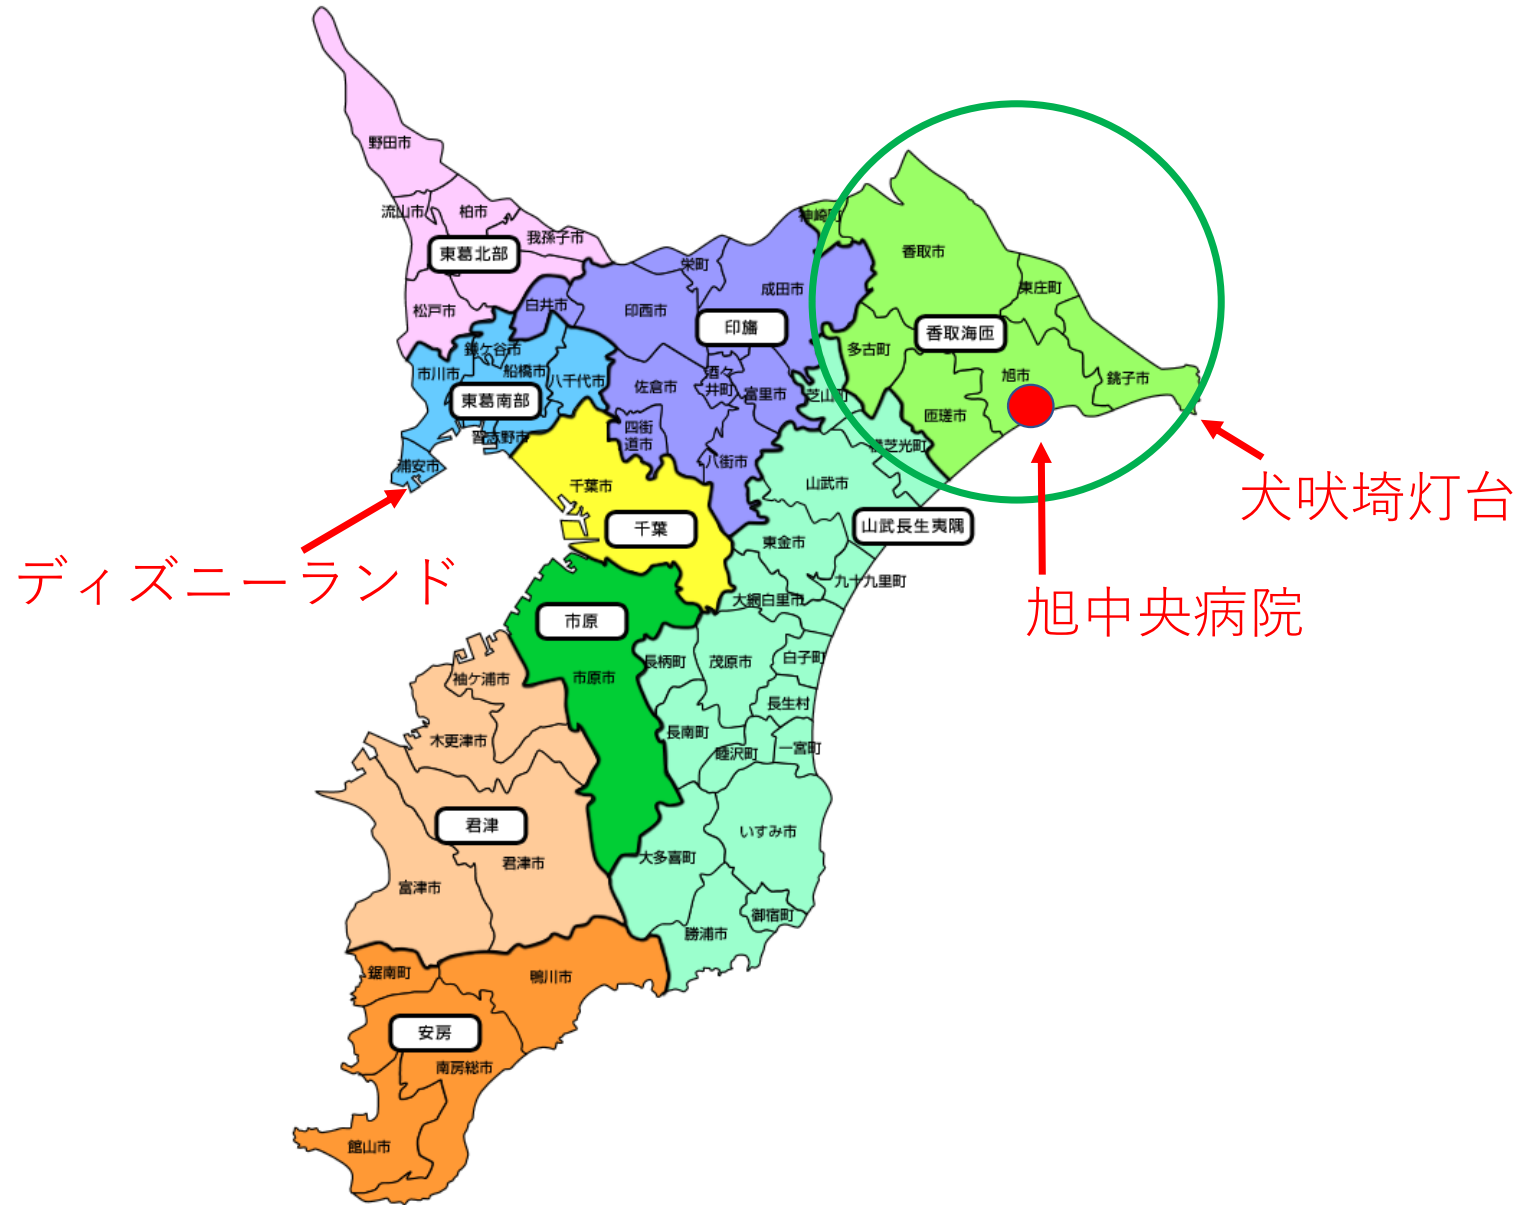 野田市
流山市
柏市
我孫子市
東葛北部
松戸市
神崎町
香取市
東庄町
栄町
成田市
白井市
印西市
印旛
香取海匝
多古町
鎌ケ谷市
市川市
船橋市
八千代市
東葛南部
習志野市
浦安市
佐倉市
酒々
井町
富里市
芝山町
旭市
銚子市
匝瑳市
四街
道市
八街市
横芝光町
犬吠埼灯台
千葉市
山武市
千葉
山武長生夷隅
東金市
九十九里町
ディズニーランド
大網白里市
旭中央病院
市原
長柄町
茂原市
白子町
袖ケ浦市
市原市
長生村
木更津市
長南町
睦沢町
一宮町
君津
いすみ市
君津市
大多喜町
富津市
御宿町
勝浦市
鋸南町
鴨川市
安房
南房総市
館山市